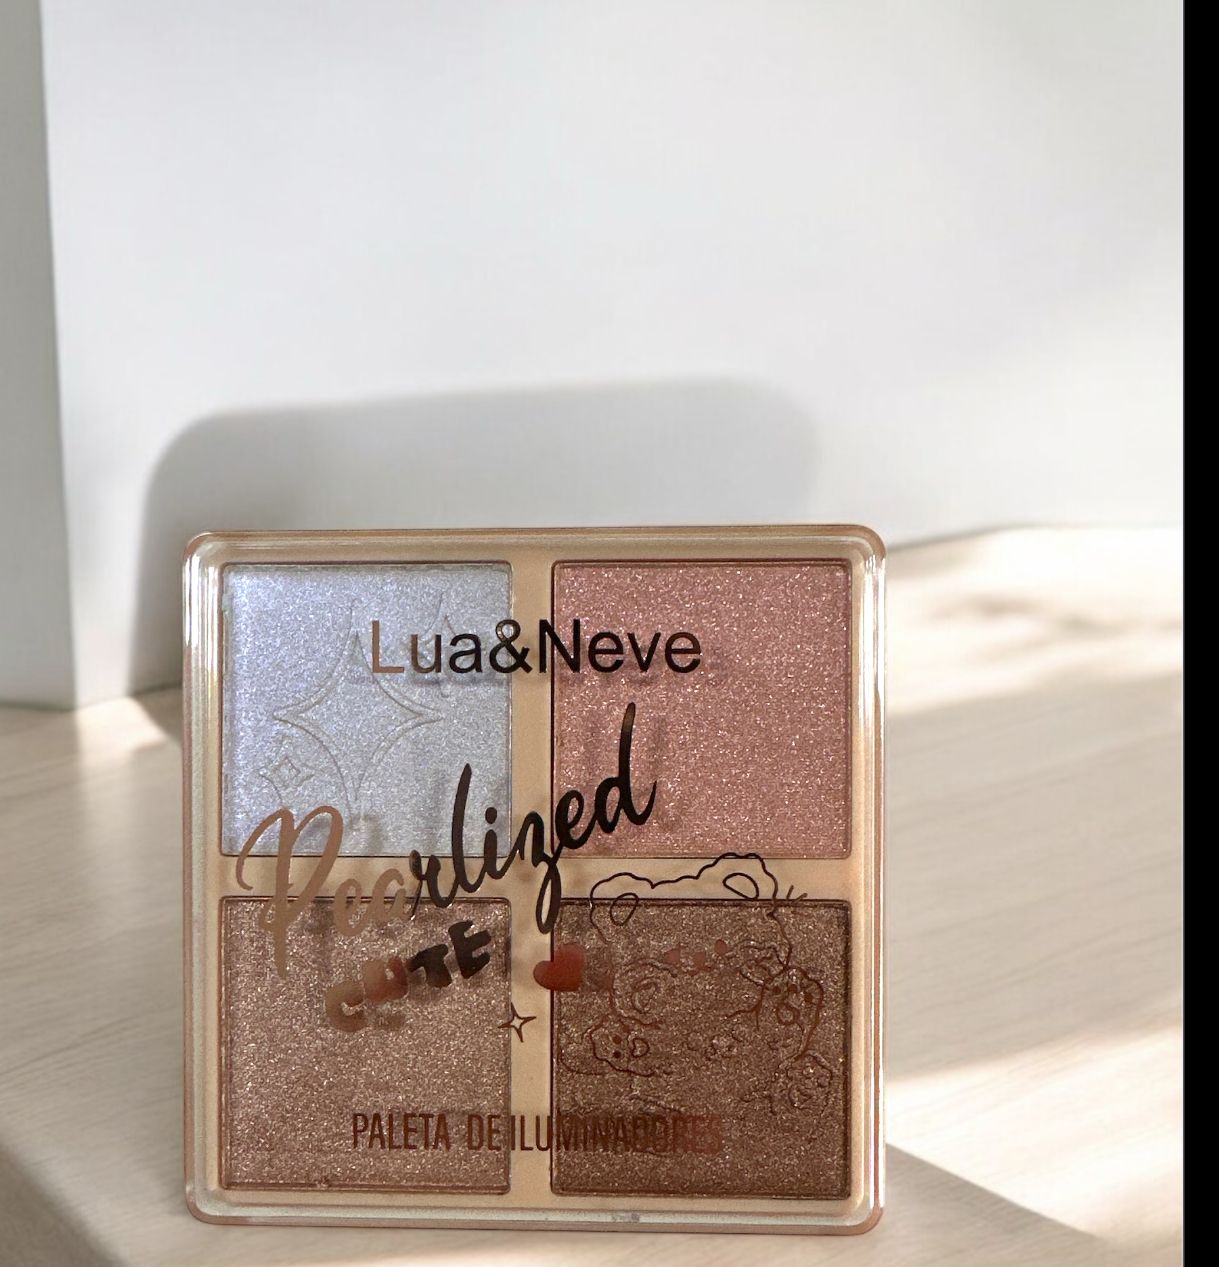 Lua&Neve
Pearlized
CUTE
PALETA DE ILUMINADORES